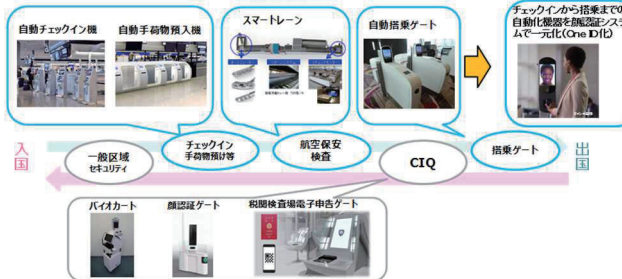 自動チェックイン機
自動手荷物預入機
スマートレーン
自動搭乗ゲート
チェックインから搭乗までの
自動化機器を顔認証システ
ムで一元化(One ID化)
入国
一般区域
セキュリティ
チェックイン
手荷物預け等
航空保安
検査
CIQ
搭乗ゲート
出国
バイオカート
顔認証ゲート
税関検査場電子申告ゲート